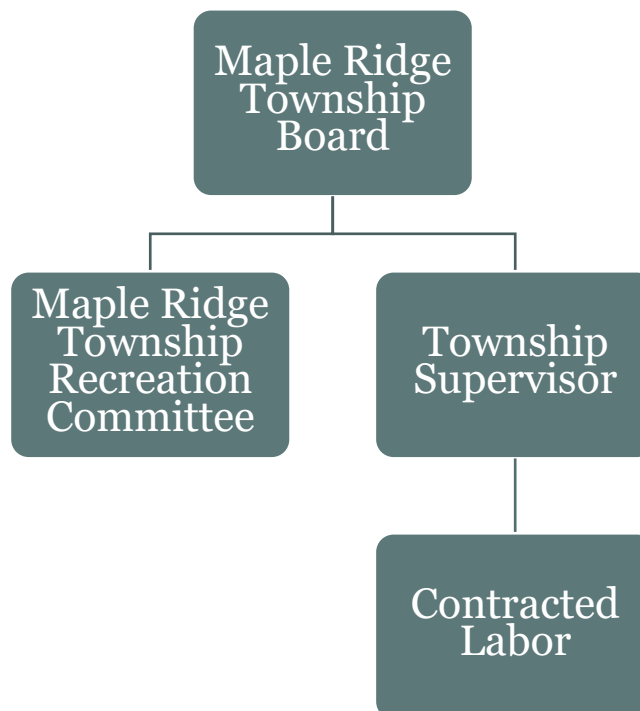 Maple Ridge
Township
Board
Maple Ridge
Township
Recreation
Committee
Township
Supervisor
Contracted
Labor